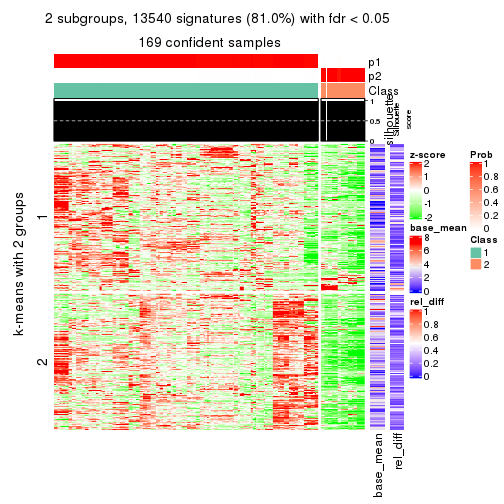 2 subgroups, 13540 signatures (81.0%) with fdr < 0.05
169 confident samples
p1
p2
Class
1
0.5
0
silhouette
Silhouette
score
k-means with 2 groups
1
2
base_mean
rel_diff
z-score
2
1
0
-1
-2
base_mean
8
6
4
2
0
rel_diff
1
0.8
0.6
0.4
0.2
0
Prob
1
0.8
0.6
0.4
0.2
0
Class
1
2